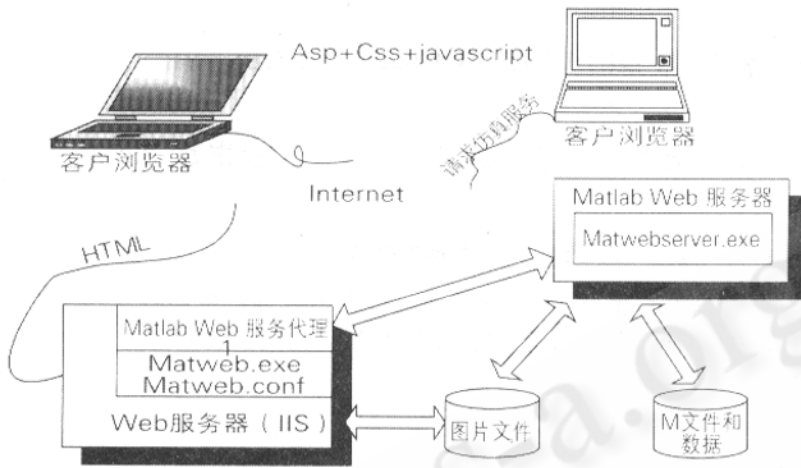 Asp+Css+javascript
客户浏览器
请求仿真服务
客户浏览器
Internet
Matlab Web 服务器
Matwebserver.exe
HTML
Matlab Web 服务代理
1
Matweb.exe
Matweb.conf
Web服务器（IIS）
图片文件
M文件和
数据